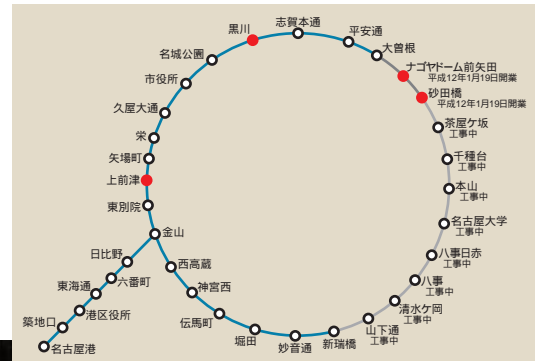 黒川
志賀本通
平安通
大曽根
ナゴヤドーム前矢田
平成12年1月19日開業
砂田橋
平成12年1月19日開業
茶屋ケ坂
工事中
千種台
工事中
本山
工事中
名古屋大学
工事中
八事日赤
工事中
八事
工事中
清水ケ岡
工事中
山下通
工事中
新瑞橋
妙音通
堀田
伝馬町
神宮西
西高蔵
金山
東別院
上前津
矢場町
栄
久屋大通
市役所
名城公園
日比野
六番町
東海通
港区役所
築地口
名古屋港